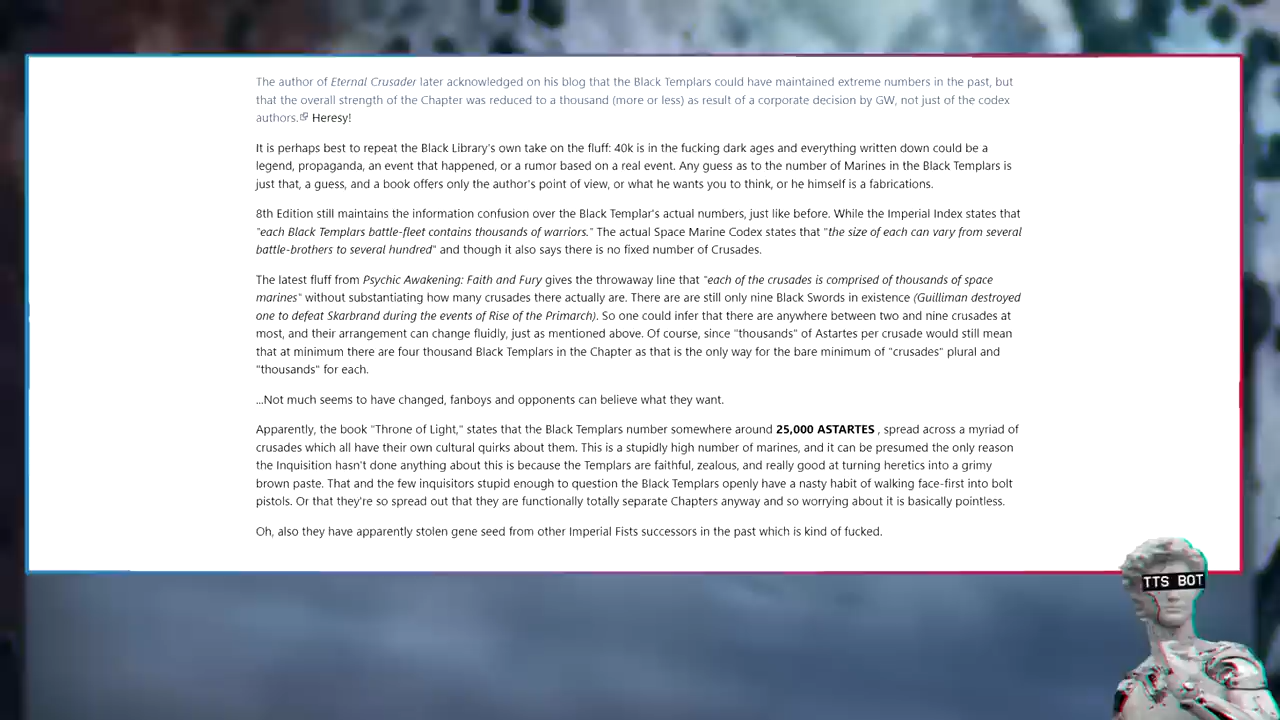 The author of Eternal Crusader later acknowledged on his blog that the Black Templars could have maintained extreme numbers in the past, but
that the overall strength of the Chapter was reduced to a thousand (more or less) as result of a corporate decision by GW, not just of the codex
authors. Heresy!
It is perhaps best to repeat the Black Library's own take on the fluff: 40k is in the fucking dark ages and everything written down could be a
legend, propaganda, an event that happened, or a rumor based on a real event. Any guess as to the number of Marines in the Black Templars is
just that, a guess, and a book offers only the author's point of view, or what he wants you to think, or he himself is a fabrications.
8th Edition still maintains the information confusion over the Black Templar's actual numbers, just like before. While the Imperial Index states that
"each Black Templars battle-fleet contains thousands of warriors." The actual Space Marine Codex states that "the size of each can vary from several
battle-brothers to several hundred" and though it also says there is no fixed number of Crusades.
The latest fluff from Psychic Awakening: Faith and Fury gives the throwaway line that "each of the crusades is comprised of thousands of space
marines" without substantiating how many crusades there actually are. There are are still only nine Black Swords in existence (Guilliman destroyed
one to defeat Skarbrand during the events of Rise of the Primarch). So one could infer that there are anywhere between two and nine crusades at
most, and their arrangement can change fluidly, just as mentioned above. Of course, since "thousands" of Astartes per crusade would still mean
that at minimum there are four thousand Black Templars in the Chapter as that is the only way for the bare minimum of "crusades" plural and
"thousands" for each.
...Not much seems to have changed, fanboys and opponents can believe what they want.
Apparently, the book "Throne of Light," states that the Black Templars number somewhere around 25,000 ASTARTES , spread across a myriad of
crusades which all have their own cultural quirks about them. This is a stupidly high number of marines, and it can be presumed the only reason
the Inquisition hasn't done anything about this is because the Templars are faithful, zealous, and really good at turning heretics into a grimy
brown paste. That and the few inquisitors stupid enough to question the Black Templars openly have a nasty habit of walking face-first into bolt
pistols. Or that they're so spread out that they are functionally totally separate Chapters anyway and so worrying about it is basically pointless.
Oh, also they have apparently stolen gene seed from other Imperial Fists successors in the past which is kind of fucked.
TTS BOT